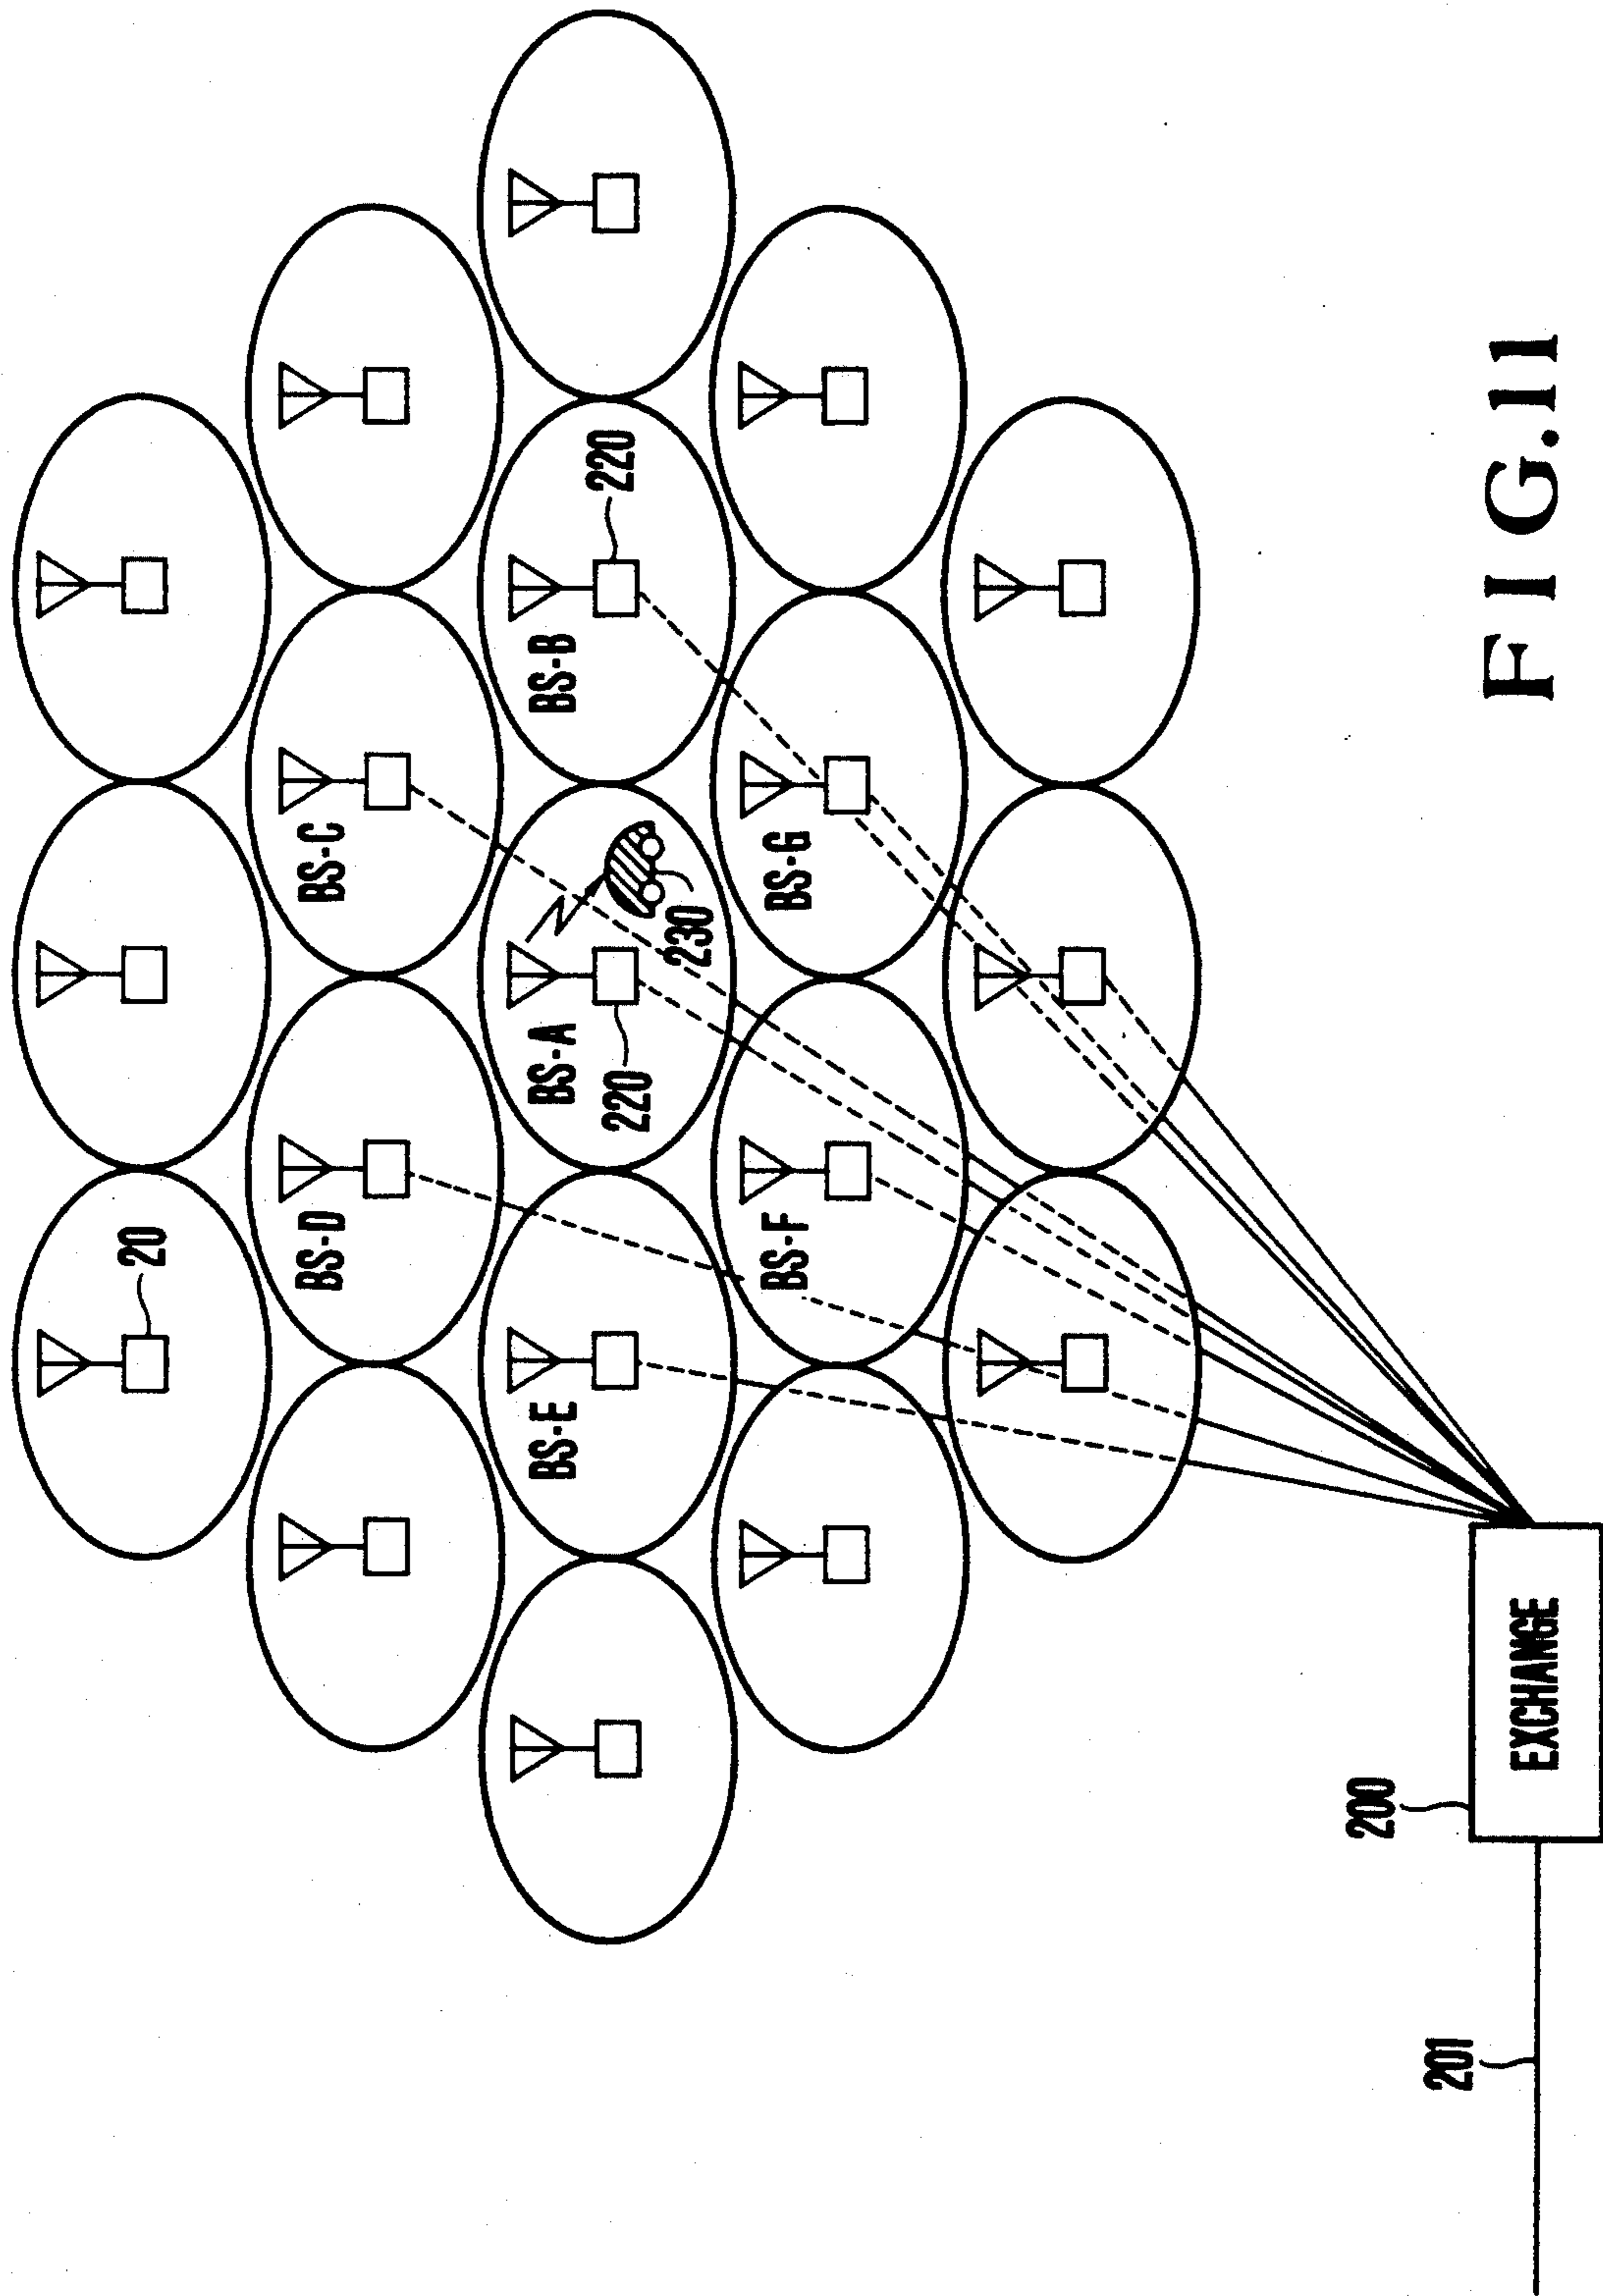 20
BS-D
BS-C
BS-E
BS-A
220
230
BS-B
220
BS-F
BS-G
201
200
EXCHANGE
FIG.11